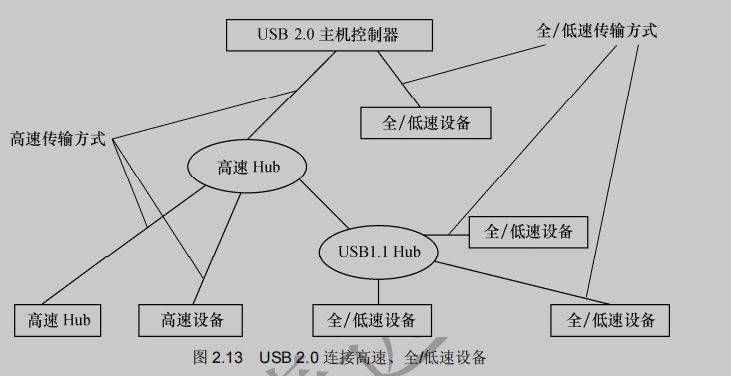 USB 2.0 主机控制器
全/低速传输方式
全/低速设备
高速传输方式
高速 Hub
全/低速设备
USB1.1 Hub
高速 Hub
高速设备
全/低速设备
全/低速设备
图 2.13 USB 2.0 连接高速、全/低速设备